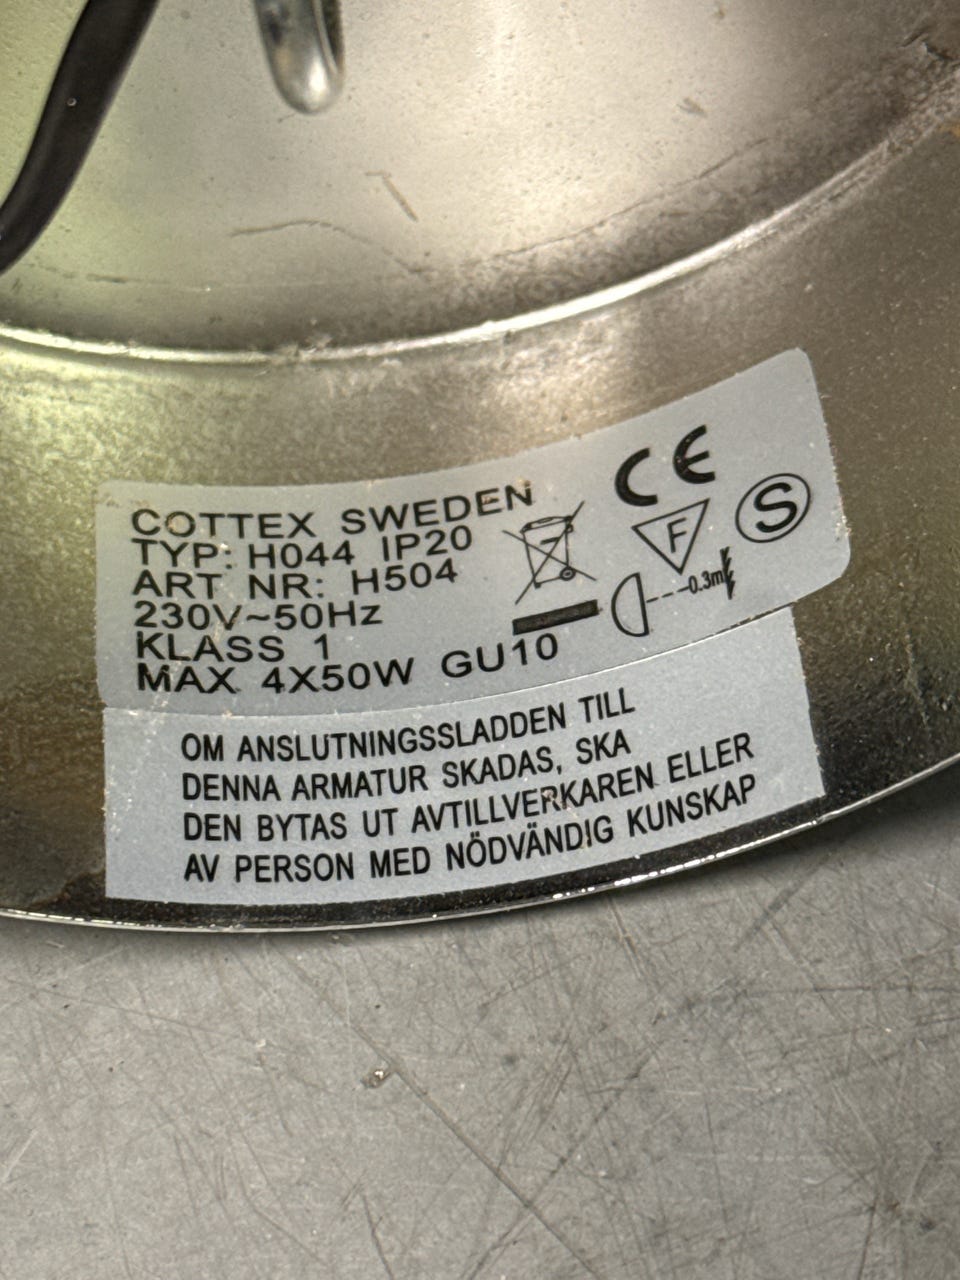 COTTEX SWEDEN
TYP: H044 IP20
ART NR: H504
230V~50Hz
KLASS 1
MAX 4X50W GU10
CE
F
S
0.3m
OM ANSLUTNINGSSLADDEN TILL
DENNA ARMATUR SKADAS, SKA
DEN BYTAS UT AVTILLVERKAREN ELLER
AV PERSON MED NÖDVÄNDIG KUNSKAP